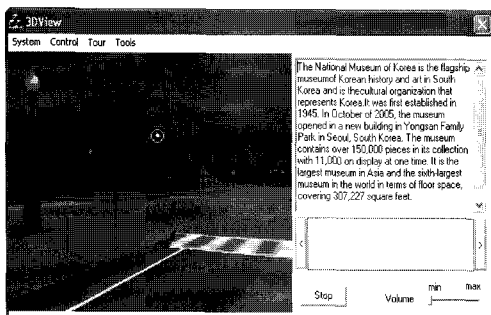 3DView
System Control Tour Tools
The National Museum of Korea is the flagship
museumof Korean history and art in South
Korea and is thecultural organization that
represents Korea.It was first established in
1945. In October of 2005, the museum
opened in a new building in Yongsan Family
Park in Seoul, South Korea. The museum
contains over 150,000 pieces in its collection
with 11,000 on display at one time. It is the
largest museum in Asia and the sixth-largest
museum in the world in terms of floor space,
covering 307,227 square feet.
min max
Stop Volume